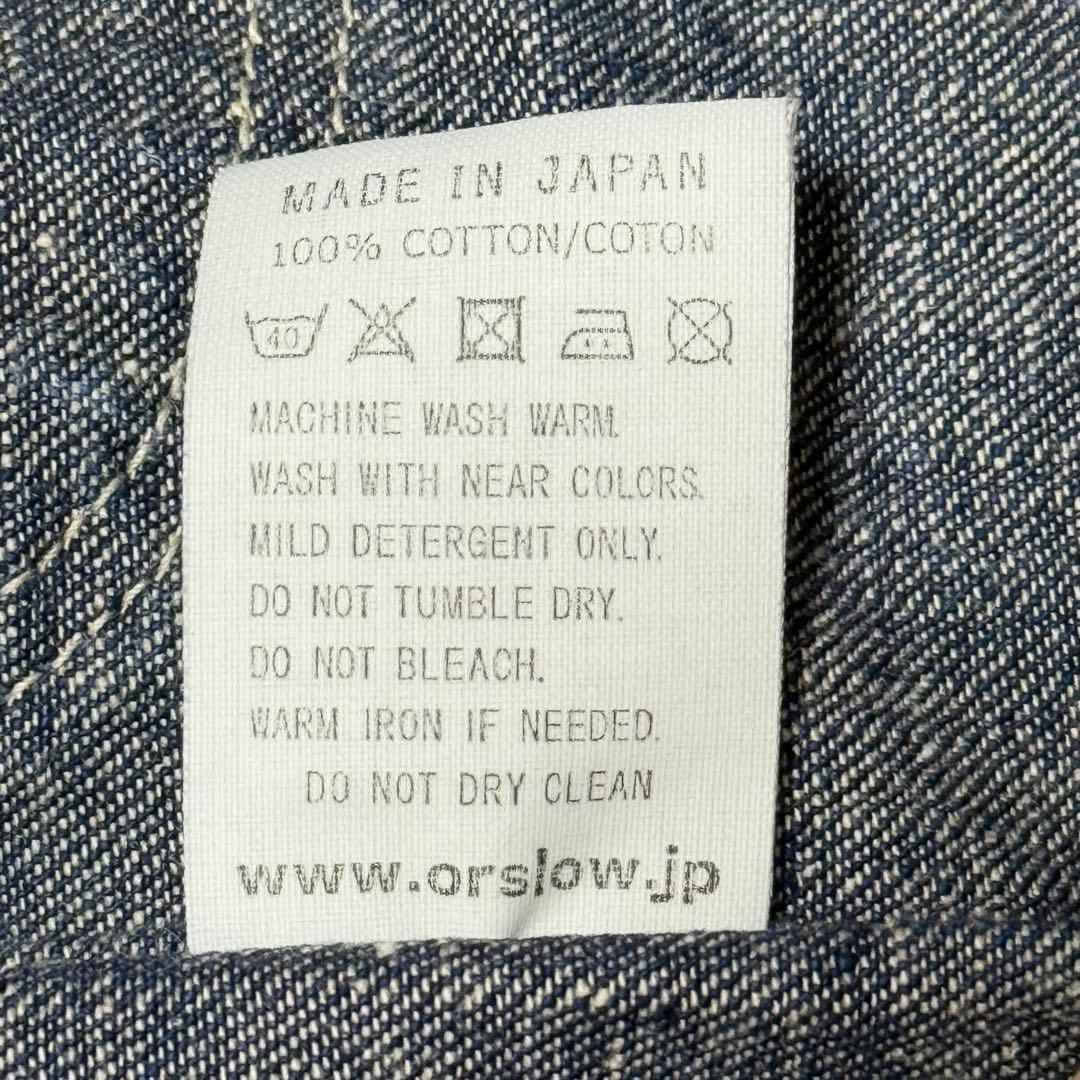 MADE IN JAPAN
100% COTTON/COTON
40
MACHINE WASH WARM.
WASH WITH NEAR COLORS.
MILD DETERGENT ONLY.
DO NOT TUMBLE DRY.
DO NOT BLEACH.
WARM IRON IF NEEDED.
DO NOT DRY CLEAN
www.orslow.jp